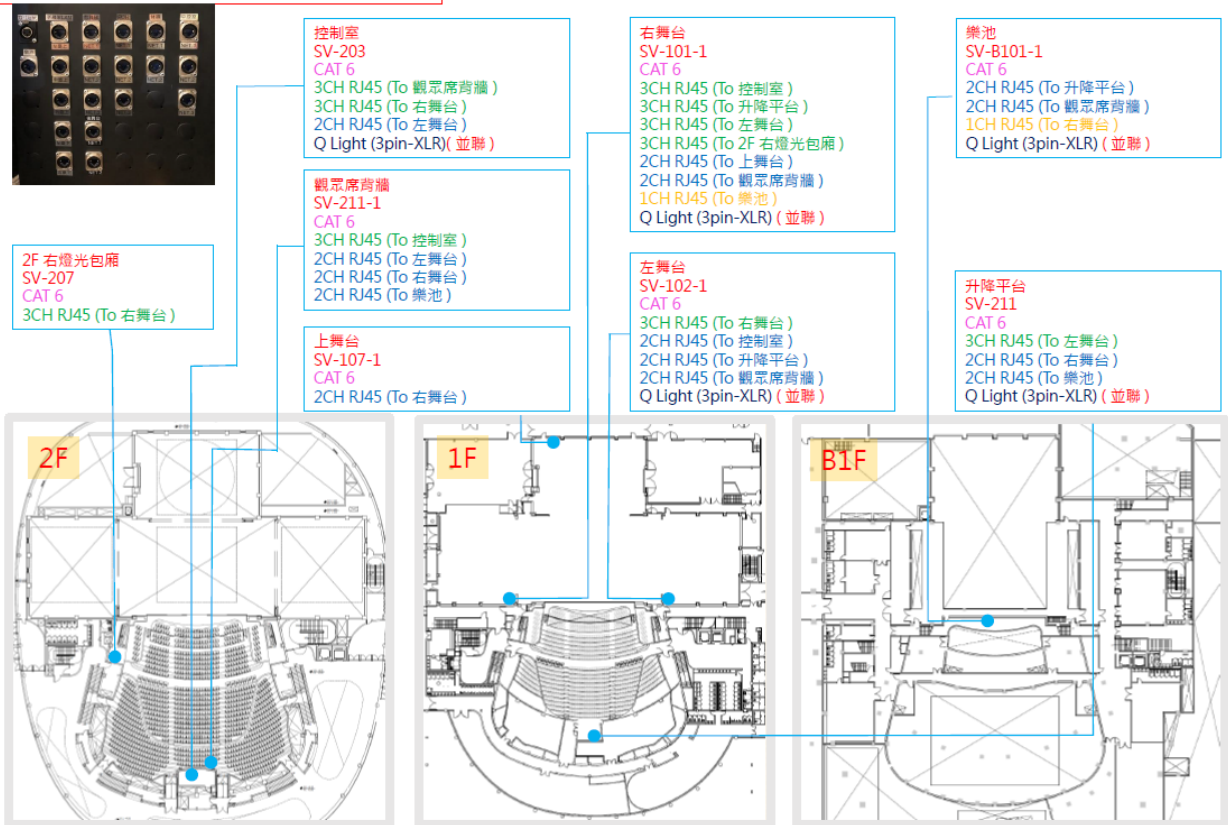 控制室
SV-203
CAT 6
3CH RJ45 (To 觀眾席背牆 )
3CH RJ45 (To 右舞台 )
2CH RJ45 (To 左舞台 )
Q Light (3pin-XLR)( 並聯 )
觀眾席背牆
SV-211-1
CAT 6
3CH RJ45 (To 控制室 )
2CH RJ45 (To 左舞台 )
2CH RJ45 (To 右舞台 )
2CH RJ45 (To 樂池 )
2F 右燈光包廂
SV-207
CAT 6
3CH RJ45 (To 右舞台 )
上舞台
SV-107-1
CAT 6
2CH RJ45 (To 右舞台 )
右舞台
SV-101-1
CAT 6
3CH RJ45 (To 控制室 )
3CH RJ45 (To 升降平台 )
3CH RJ45 (To 左舞台 )
3CH RJ45 (To 2F 右燈光包廂 )
2CH RJ45 (To 上舞台 )
2CH RJ45 (To 觀眾席背牆 )
1CH RJ45 (To 樂池 )
Q Light (3pin-XLR) ( 並聯 )
左舞台
SV-102-1
CAT 6
3CH RJ45 (To 右舞台 )
2CH RJ45 (To 控制室 )
2CH RJ45 (To 升降平台 )
2CH RJ45 (To 觀眾席背牆 )
Q Light (3pin-XLR) ( 並聯 )
樂池
SV-B101-1
CAT 6
2CH RJ45 (To 升降平台 )
2CH RJ45 (To 觀眾席背牆 )
1CH RJ45 (To 右舞台 )
Q Light (3pin-XLR) ( 並聯 )
升降平台
SV-211
CAT 6
3CH RJ45 (To 左舞台 )
2CH RJ45 (To 右舞台 )
2CH RJ45 (To 樂池 )
Q Light (3pin-XLR) ( 並聯 )
2F
1F
B1F